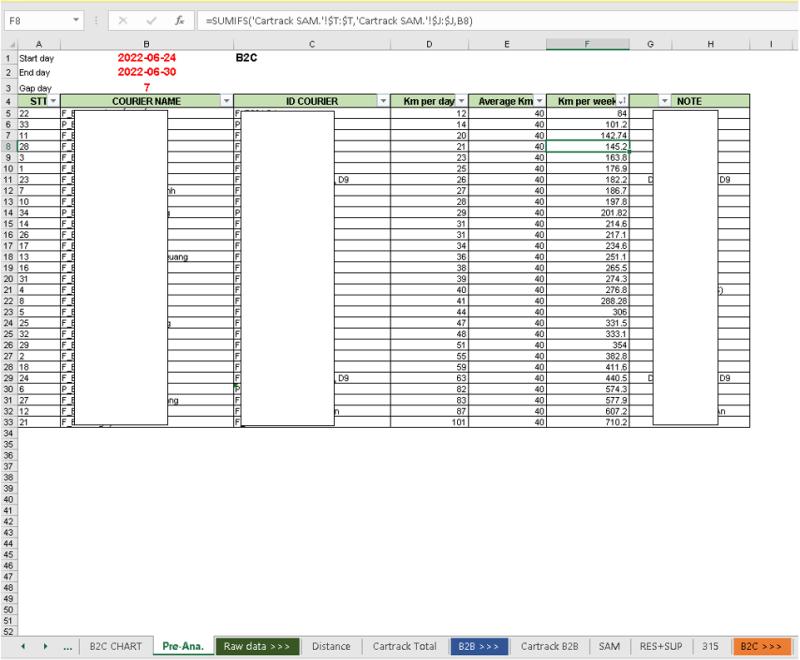 F8 fx =SUMIFS('Cartrack SAM.'!$T:$T,'Cartrack SAM.'!$J:$J,B8)
A B C D E F G H I
1 Start day 2022-06-24 B2C
2 End day 2022-06-30
3 Gap day 7
4 STT COURIER NAME ID COURIER Km per day Average Km Km per week NOTE
5 22 F_E F 12 40 84
6 33 P_E P 14 40 101.2
7 11 F_E F 20 40 142.74
8 28 F_E F 21 40 145.2
9 3 F_E F 23 40 163.8
10 1 F_E F 25 40 176.9
11 23 F_E F , D9 26 40 182.2 D D9
12 7 F_E nh F 27 40 186.7
13 10 F_E F 28 40 197.8
14 34 P_E P 29 40 201.82
15 14 F_E F 31 40 214.6
16 26 F_E F 31 40 217.1
17 17 F_E F 34 40 234.6
18 13 F_E uang F 36 40 251.1
19 16 F_E F 38 40 265.5
20 31 F_E F 39 40 274.3
21 4 F_E F 40 40 276.8
22 8 F_E F 41 40 288.28
23 5 F_E F 44 40 306
24 25 F_E F 47 40 331.5
25 32 F_E F 48 40 333.1
26 29 F_E F 51 40 354
27 2 F_E F 55 40 382.8
28 18 F_E F 59 40 411.6
29 24 F_E F , D9 63 40 440.5 D D9
30 6 P_E P 82 40 574.3
31 27 F_E ng F 83 40 577.9
32 12 F_E F n 87 40 607.2 An
33 21 F_E F 101 40 710.2
34
35
36
37
38
39
40
41
42
43
44
45
46
47
48
49
50
51
52
... B2C CHART Pre-Ana. Raw data >>> Distance Cartrack Total B2B >>> Cartrack B2B SAM RES+SUP 315 B2C >>>